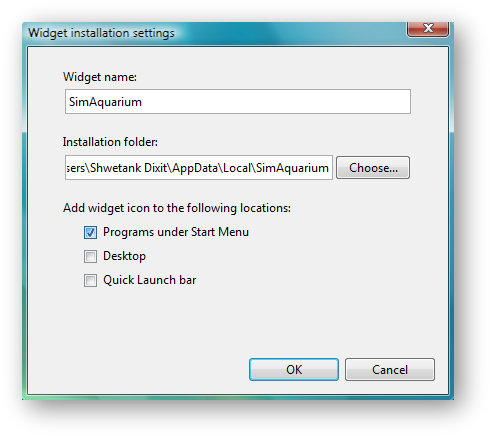 Widget installation settings
Widget name:
SimAquarium
Installation folder:
sers\Shwetank Dixit\AppData\Local\SimAquarium
Choose...
Add widget icon to the following locations:
Programs under Start Menu
Desktop
Quick Launch bar
OK
Cancel